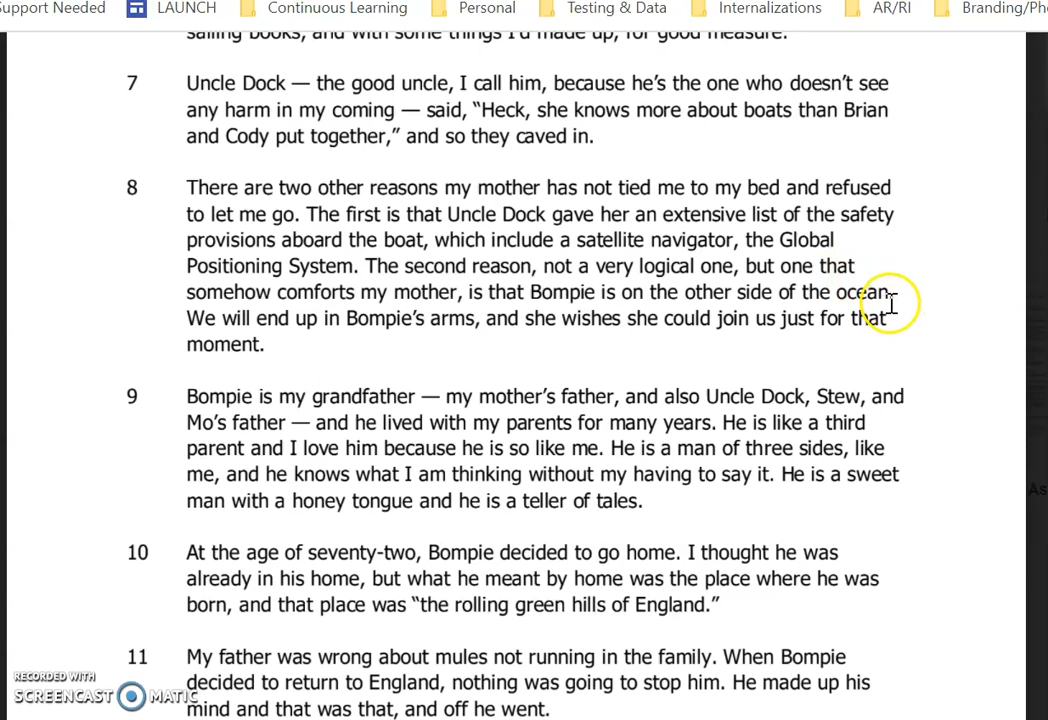 upport Needed LAUNCH Continuous Learning Personal Testing & Data Internalizations AR/RI Branding/Pho
sailing books, and with some things I'd made up, for good measure.
7 Uncle Dock — the good uncle, I call him, because he's the one who doesn't see
any harm in my coming — said, "Heck, she knows more about boats than Brian
and Cody put together," and so they caved in.
8 There are two other reasons my mother has not tied me to my bed and refused
to let me go. The first is that Uncle Dock gave her an extensive list of the safety
provisions aboard the boat, which include a satellite navigator, the Global
Positioning System. The second reason, not a very logical one, but one that
somehow comforts my mother, is that Bompie is on the other side of the ocean.
We will end up in Bompie's arms, and she wishes she could join us just for that
moment.
9 Bompie is my grandfather — my mother's father, and also Uncle Dock, Stew, and
Mo's father — and he lived with my parents for many years. He is like a third
parent and I love him because he is so like me. He is a man of three sides, like
me, and he knows what I am thinking without my having to say it. He is a sweet
man with a honey tongue and he is a teller of tales.
As
10 At the age of seventy-two, Bompie decided to go home. I thought he was
already in his home, but what he meant by home was the place where he was
born, and that place was "the rolling green hills of England."
11 My father was wrong about mules not running in the family. When Bompie
decided to return to England, nothing was going to stop him. He made up his
mind and that was that, and off he went.
RECORDED WITH
SCREENCAST MATIC